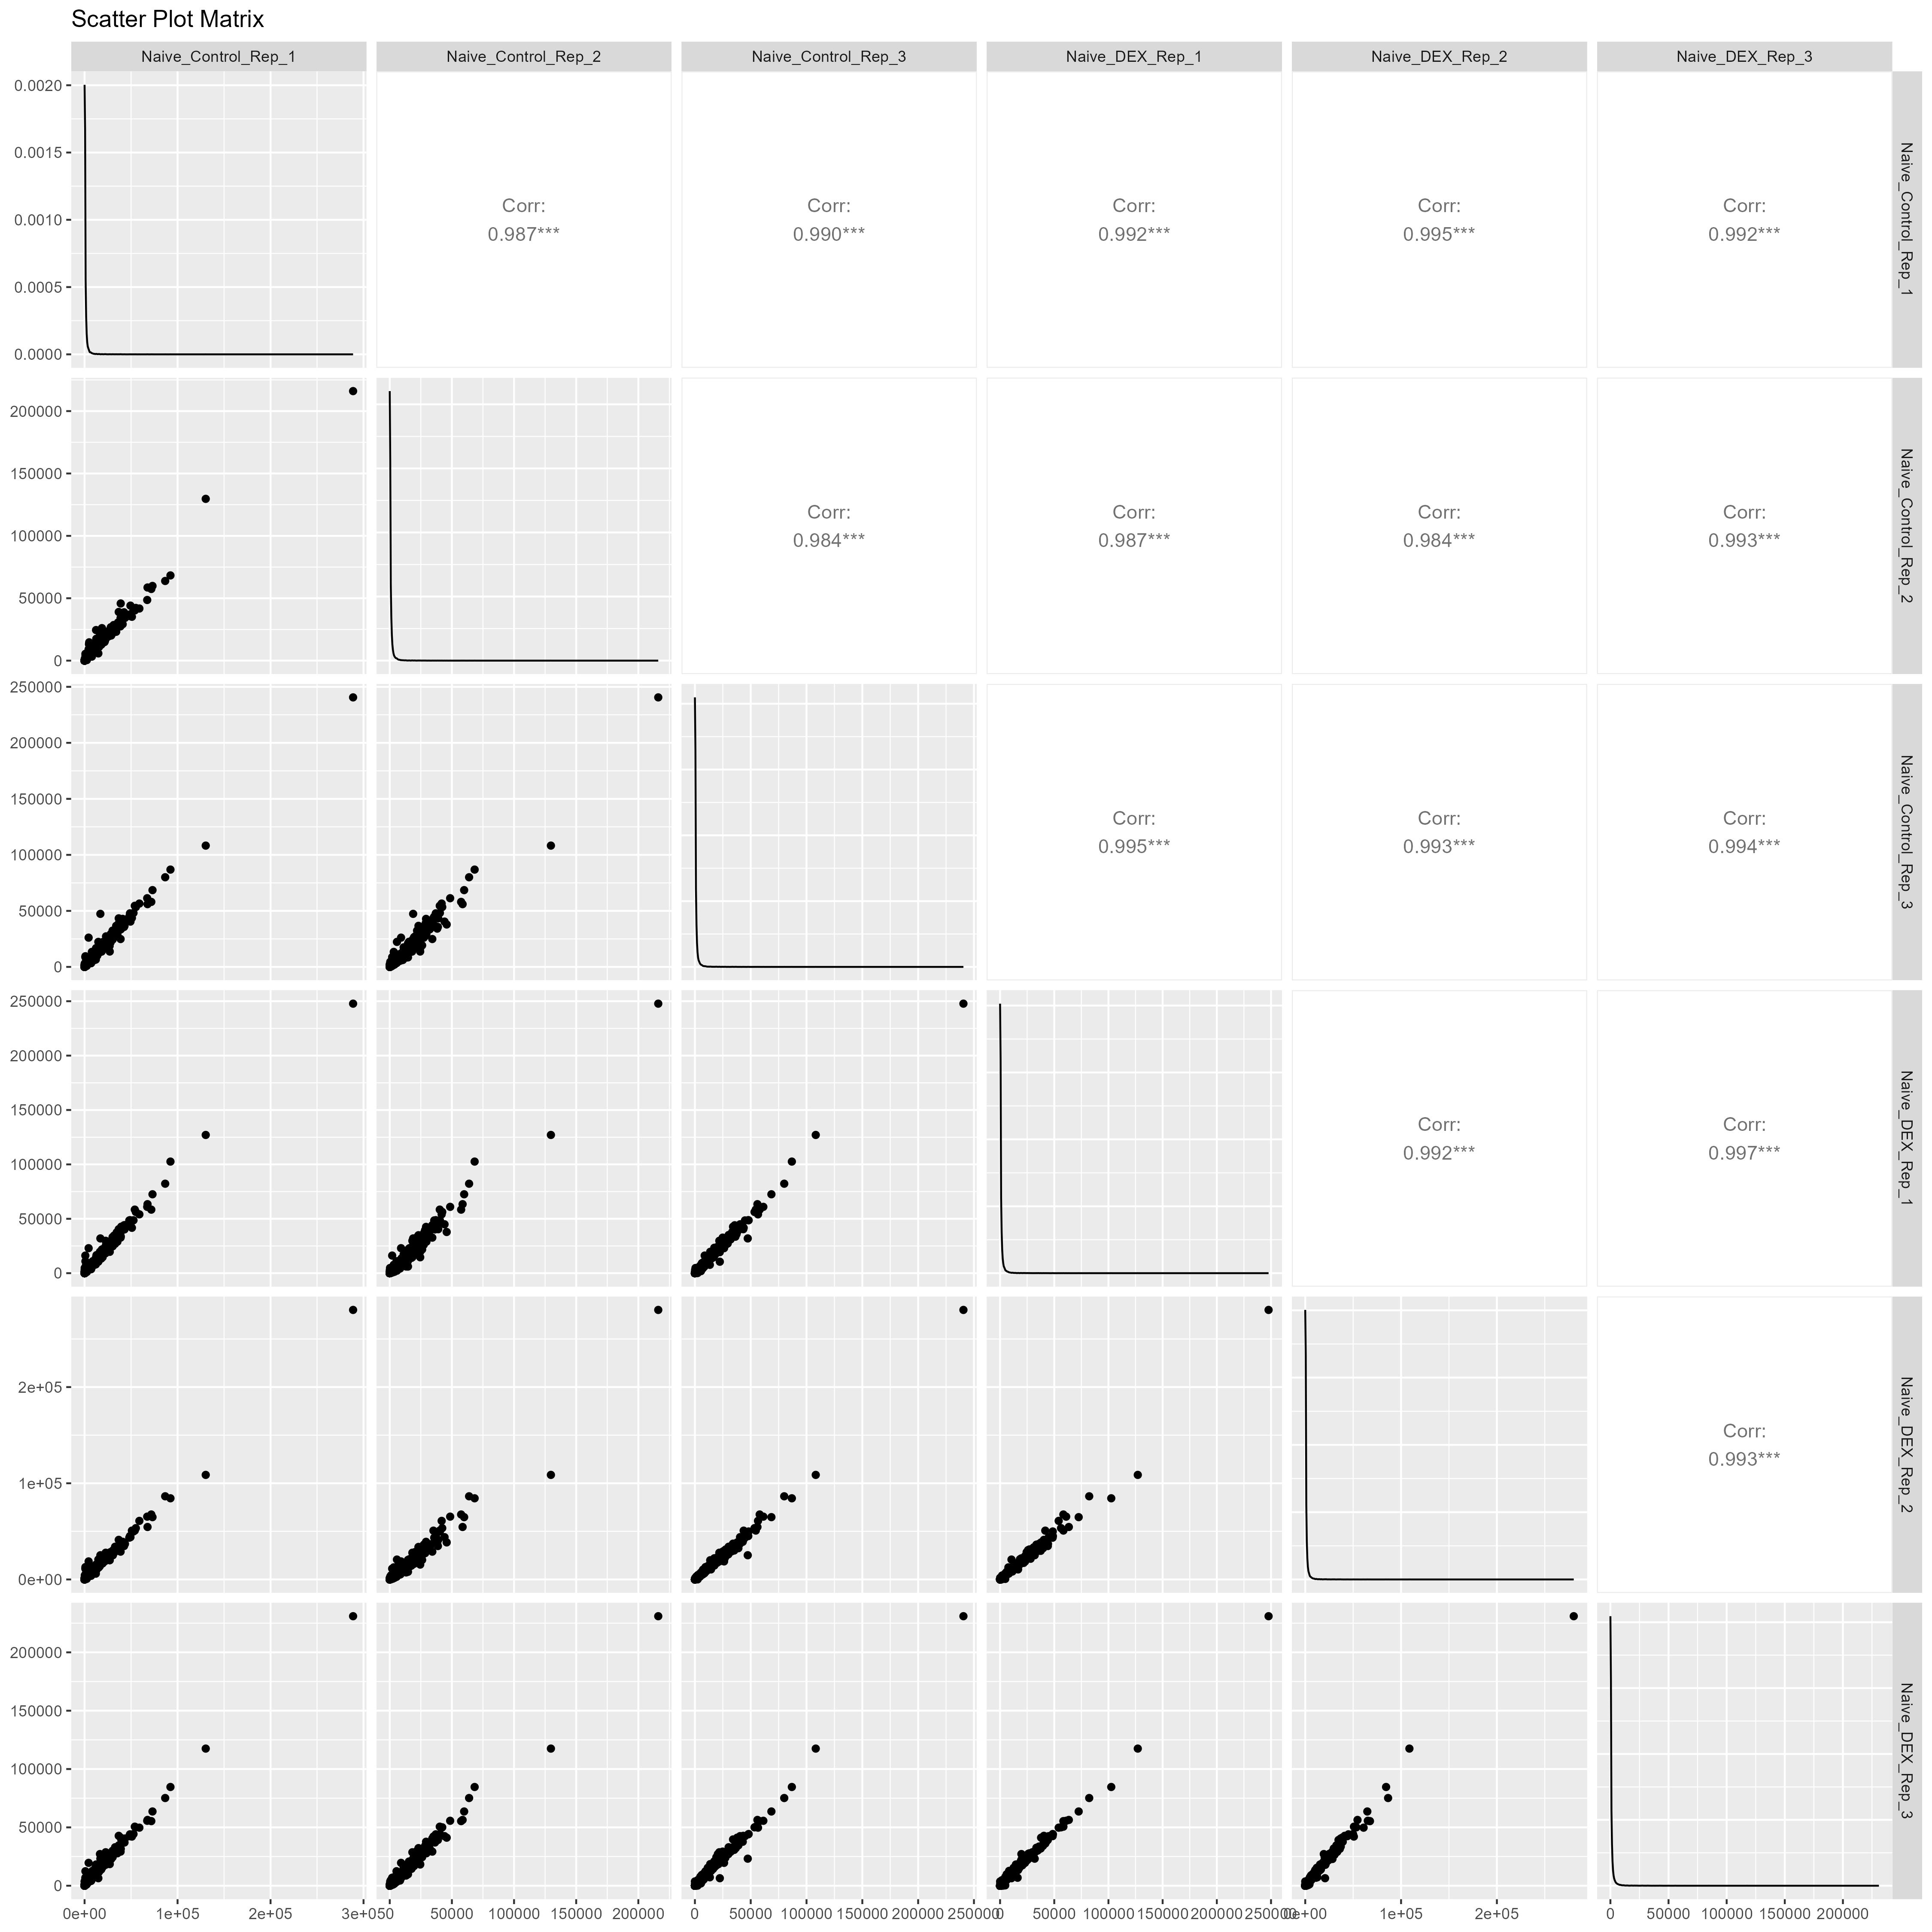 Scatter Plot Matrix
Naive_Control_Rep_1 Naive_Control_Rep_2 Naive_Control_Rep_3 Naive_DEX_Rep_1 Naive_DEX_Rep_2 Naive_DEX_Rep_3
0.0020
0.0015
0.0010
0.0005
0.0000
Corr: Corr: Corr: Corr: Corr:
0.987*** 0.990*** 0.992*** 0.995*** 0.992***
Naive_Control_Rep_1
200000
150000
100000
50000
0
Corr: Corr: Corr: Corr:
0.984*** 0.987*** 0.984*** 0.993***
Naive_Control_Rep_2
250000
200000
150000
100000
50000
0
Corr: Corr: Corr:
0.995*** 0.993*** 0.994***
Naive_Control_Rep_3
250000
200000
150000
100000
50000
0
Corr: Corr:
0.992*** 0.997***
Naive_DEX_Rep_1
2e+05
1e+05
0e+00
Corr:
0.993***
Naive_DEX_Rep_2
200000
150000
100000
50000
0
Naive_DEX_Rep_3
0e+00 1e+05 2e+05 3e+05 0 50000 100000 150000 200000 0 50000 100000 150000 200000 250000 0 50000 100000 150000 200000 250000 0e+00 1e+05 2e+05 0 50000 100000 150000 200000